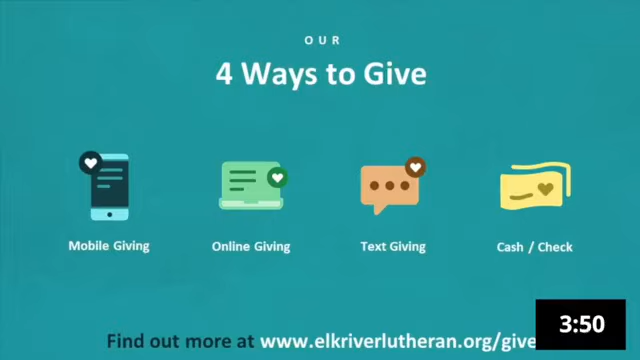 OUR
4 Ways to Give
Mobile Giving
Online Giving
Text Giving
Cash / Check
Find out more at www.elkriverlutheran.org/give
3:50